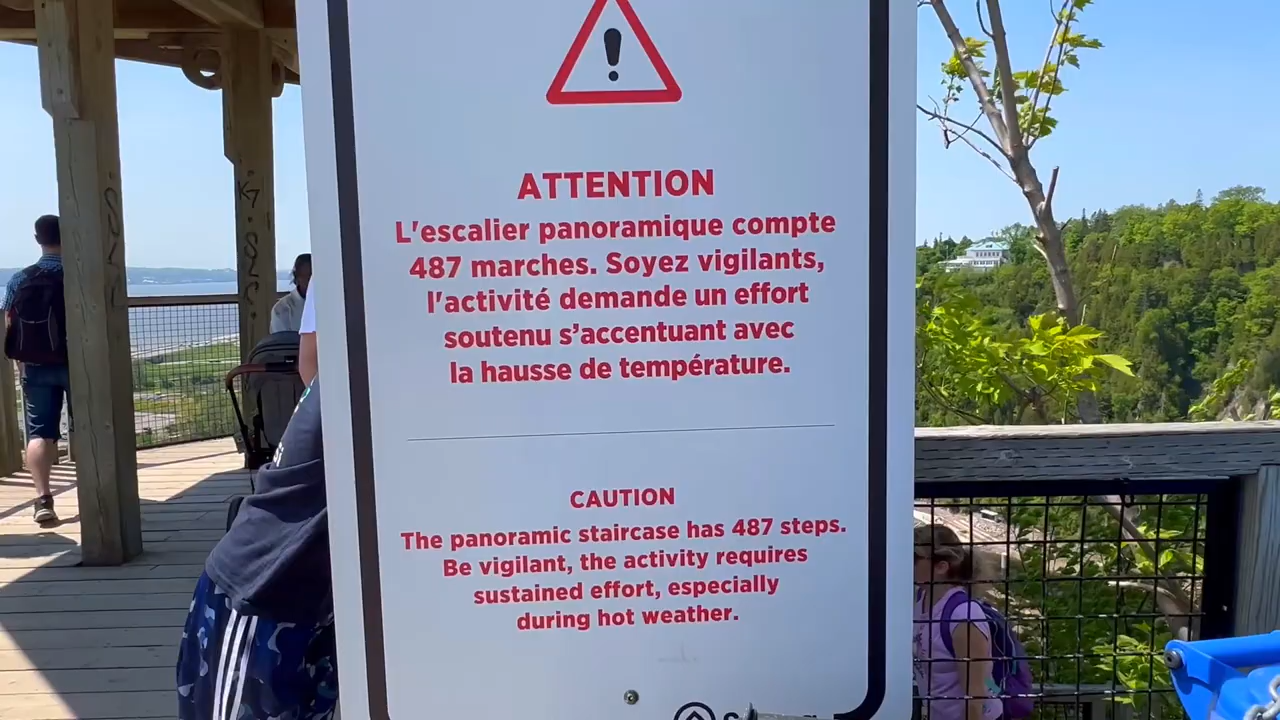 ATTENTION
L'escalier panoramique compte
487 marches. Soyez vigilants,
l'activité demande un effort
soutenu s'accentuant avec
la hausse de température.
CAUTION
The panoramic staircase has 487 steps.
Be vigilant, the activity requires
sustained effort, especially
during hot weather.